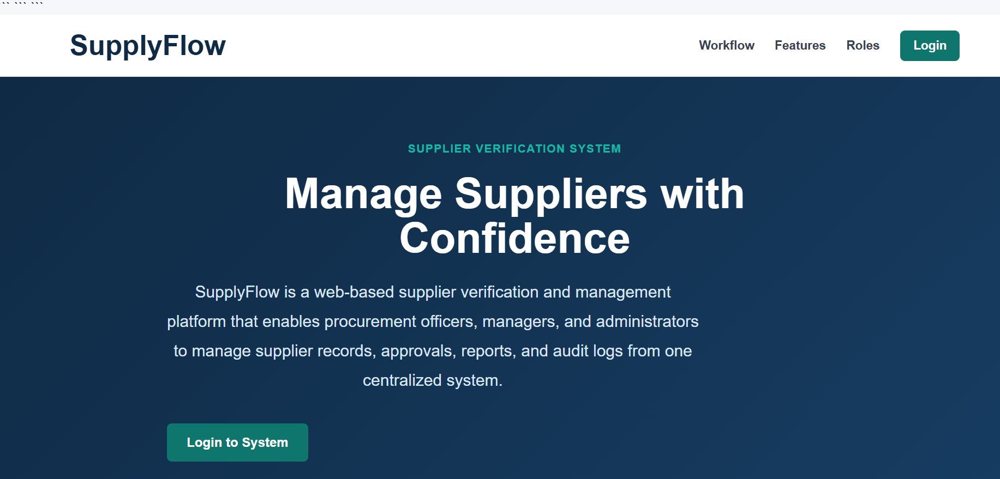 ``` ``` ```
SupplyFlow
Workflow Features Roles Login
SUPPLIER VERIFICATION SYSTEM
Manage Suppliers with
Confidence
SupplyFlow is a web-based supplier verification and management
platform that enables procurement officers, managers, and administrators
to manage supplier records, approvals, reports, and audit logs from one
centralized system.
Login to System